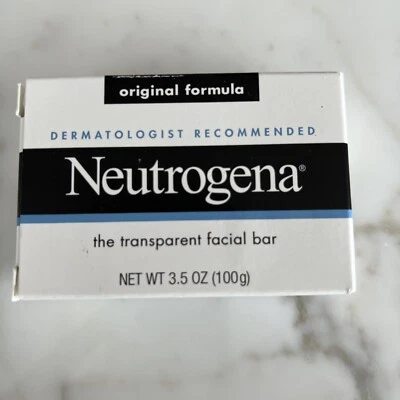 original formula
DERMATOLOGIST RECOMMENDED
Neutrogena®
the transparent facial bar
NET WT 3.5 OZ (100g)